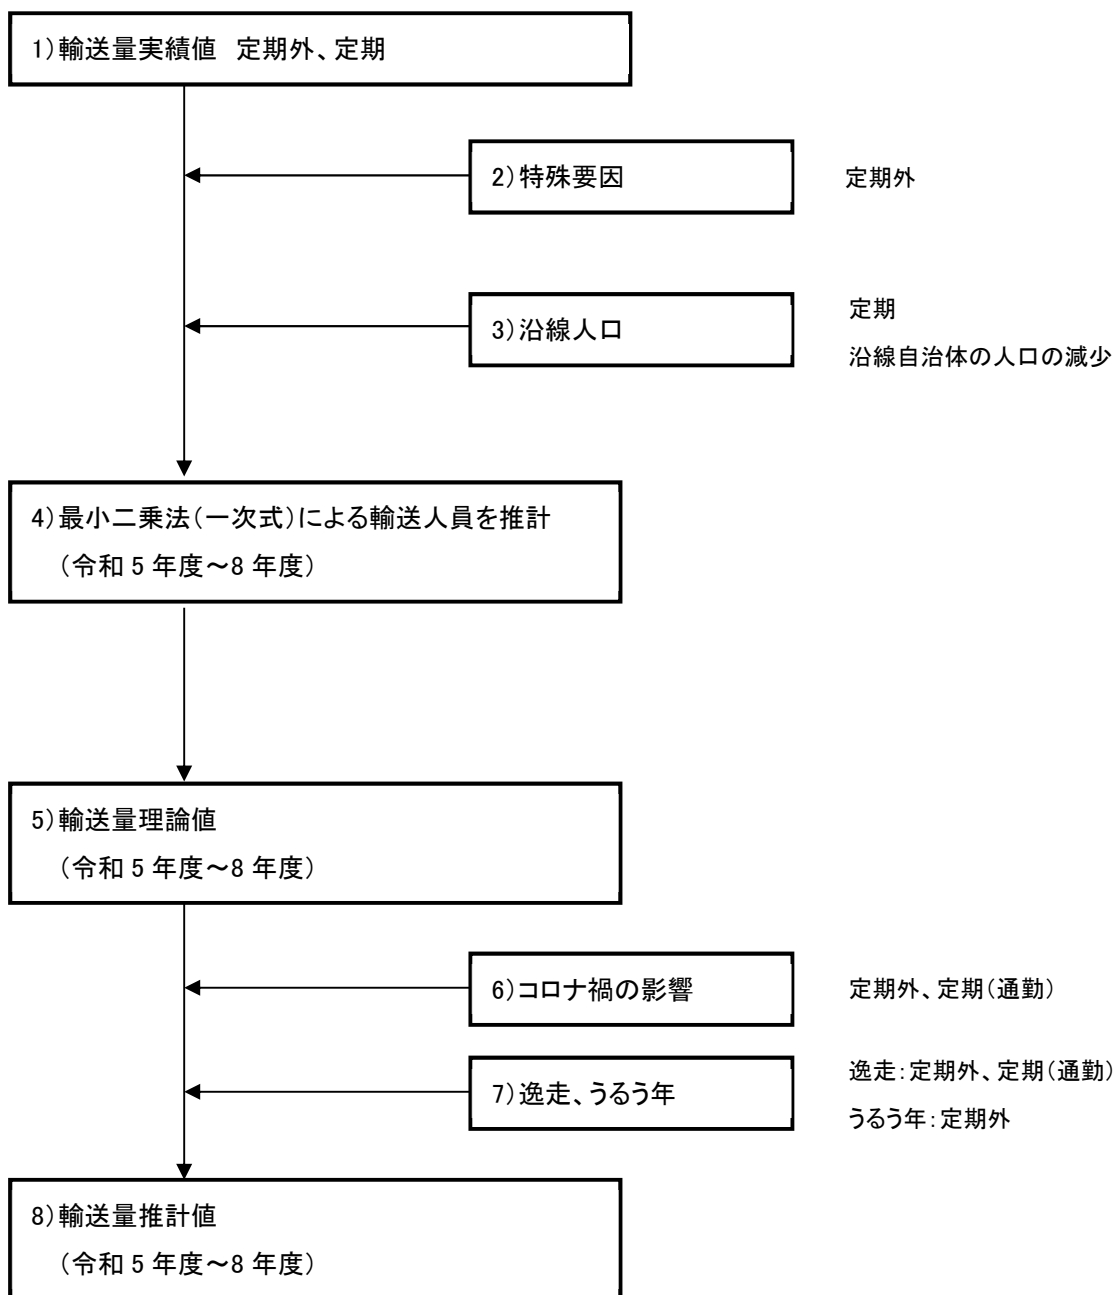 1)輸送量実績値 定期外、定期
2)特殊要因
定期外
3)沿線人口
定期
沿線自治体の人口の減少
4)最小二乗法(一次式)による輸送人員を推計
(令和 5 年度～8 年度)
5)輸送量理論値
(令和 5 年度～8 年度)
6)コロナ禍の影響
定期外、定期(通勤)
7)逸走、うるう年
逸走:定期外、定期(通勤)
うるう年:定期外
8)輸送量推計値
(令和 5 年度～8 年度)